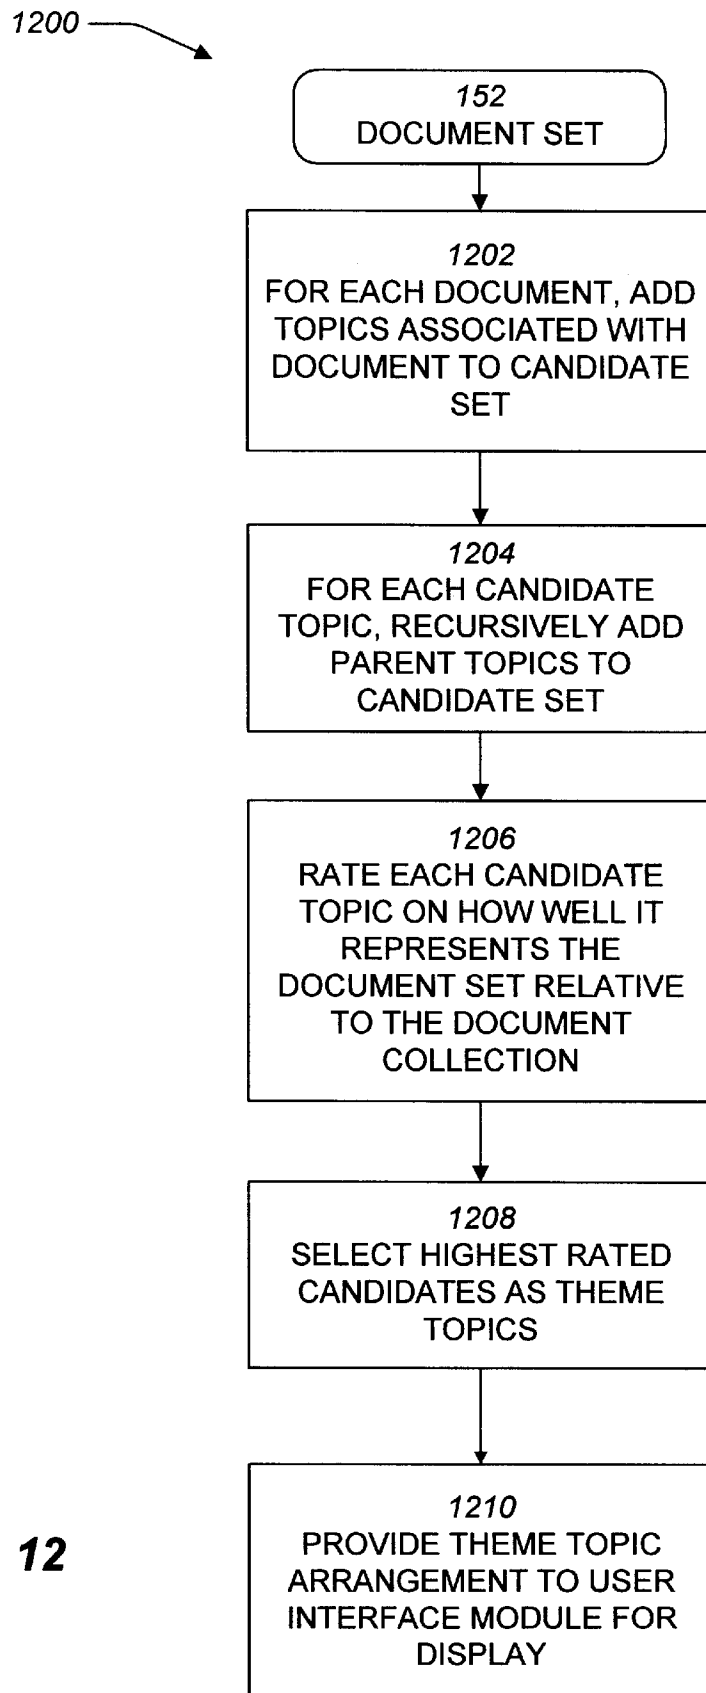 1200
152
DOCUMENT SET
1202
FOR EACH DOCUMENT, ADD
TOPICS ASSOCIATED WITH
DOCUMENT TO CANDIDATE
SET
1204
FOR EACH CANDIDATE
TOPIC, RECURSIVELY ADD
PARENT TOPICS TO
CANDIDATE SET
1206
RATE EACH CANDIDATE
TOPIC ON HOW WELL IT
REPRESENTS THE
DOCUMENT SET RELATIVE
TO THE DOCUMENT
COLLECTION
1208
SELECT HIGHEST RATED
CANDIDATES AS THEME
TOPICS
1210
PROVIDE THEME TOPIC
ARRANGEMENT TO USER
INTERFACE MODULE FOR
DISPLAY
12